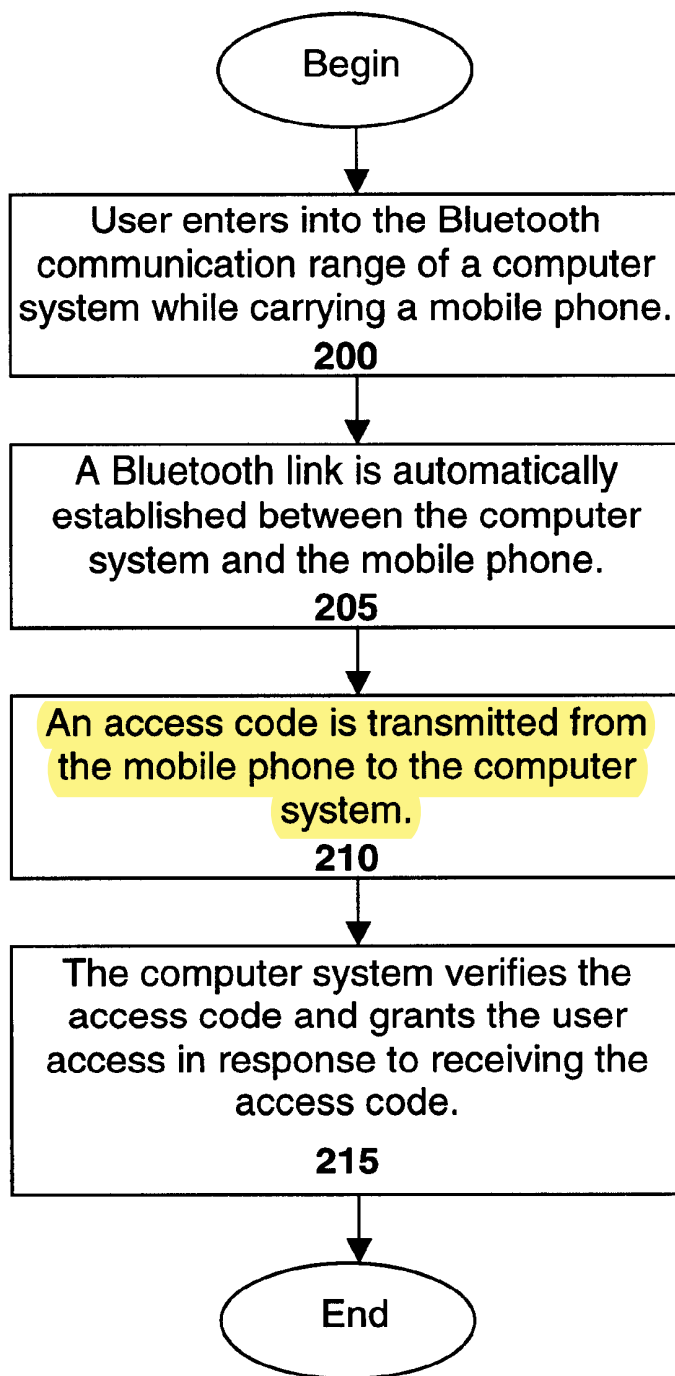 Begin
User enters into the Bluetooth
communication range of a computer
system while carrying a mobile phone.
200
A Bluetooth link is automatically
established between the computer
system and the mobile phone.
205
An access code is transmitted from
the mobile phone to the computer
system.
210
The computer system verifies the
access code and grants the user
access in response to receiving the
access code.
215
End